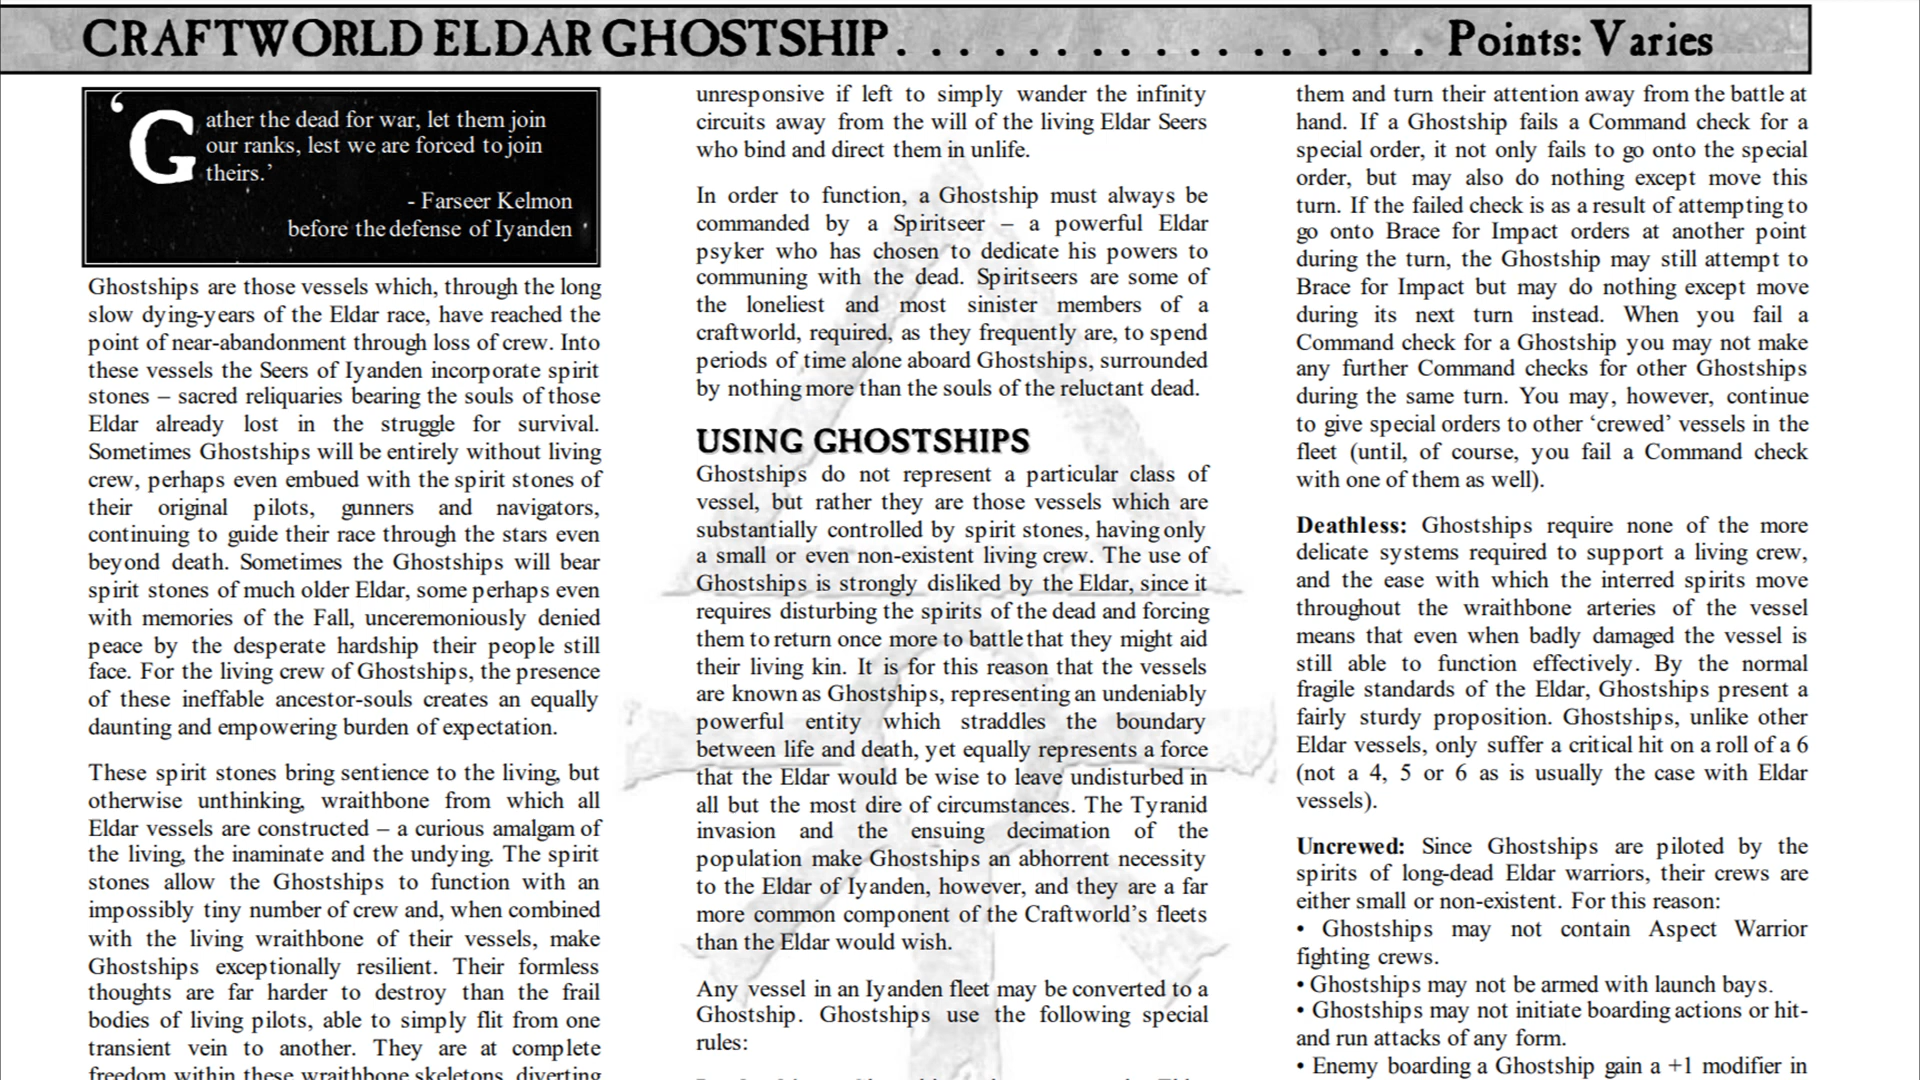 CRAFTWORLD ELDAR GHOSTSHIP. . . . . . . . . . . . . . . . . Points: Varies
‘Gather the dead for war, let them join
our ranks, lest we are forced to join
theirs.’
- Farseer Kelmon
before the defense of Iyanden
Ghostships are those vessels which, through the long
slow dying-years of the Eldar race, have reached the
point of near-abandonment through loss of crew. Into
these vessels the Seers of Iyanden incorporate spirit
stones – sacred reliquaries bearing the souls of those
Eldar already lost in the struggle for survival.
Sometimes Ghostships will be entirely without living
crew, perhaps even embued with the spirit stones of
their original pilots, gunners and navigators,
continuing to guide their race through the stars even
beyond death. Sometimes the Ghostships will bear
spirit stones of much older Eldar, some perhaps even
with memories of the Fall, unceremoniously denied
peace by the desperate hardship their people still
face. For the living crew of Ghostships, the presence
of these ineffable ancestor-souls creates an equally
daunting and empowering burden of expectation.
These spirit stones bring sentience to the living, but
otherwise unthinking, wraithbone from which all
Eldar vessels are constructed – a curious amalgam of
the living, the inaminate and the undying. The spirit
stones allow the Ghostships to function with an
impossibly tiny number of crew and, when combined
with the living wraithbone of their vessels, make
Ghostships exceptionally resilient. Their formless
thoughts are far harder to destroy than the frail
bodies of living pilots, able to simply flit from one
transient vein to another. They are at complete
freedom within these wraithbone skeletons, diverting
unresponsive if left to simply wander the infinity
circuits away from the will of the living Eldar Seers
who bind and direct them in unlife.
In order to function, a Ghostship must always be
commanded by a Spiritseer – a powerful Eldar
psyker who has chosen to dedicate his powers to
communing with the dead. Spiritseers are some of
the loneliest and most sinister members of a
craftworld, required, as they frequently are, to spend
periods of time alone aboard Ghostships, surrounded
by nothing more than the souls of the reluctant dead.
USING GHOSTSHIPS
Ghostships do not represent a particular class of
vessel, but rather they are those vessels which are
substantially controlled by spirit stones, having only
a small or even non-existent living crew. The use of
Ghostships is strongly disliked by the Eldar, since it
requires disturbing the spirits of the dead and forcing
them to return once more to battle that they might aid
their living kin. It is for this reason that the vessels
are known as Ghostships, representing an undeniably
powerful entity which straddles the boundary
between life and death, yet equally represents a force
that the Eldar would be wise to leave undisturbed in
all but the most dire of circumstances. The Tyranid
invasion and the ensuing decimation of the
population make Ghostships an abhorrent necessity
to the Eldar of Iyanden, however, and they are a far
more common component of the Craftworld’s fleets
than the Eldar would wish.
Any vessel in an Iyanden fleet may be converted to a
Ghostship. Ghostships use the following special
rules:
them and turn their attention away from the battle at
hand. If a Ghostship fails a Command check for a
special order, it not only fails to go onto the special
order, but may also do nothing except move this
turn. If the failed check is as a result of attempting to
go onto Brace for Impact orders at another point
during the turn, the Ghostship may still attempt to
Brace for Impact but may do nothing except move
during its next turn instead. When you fail a
Command check for a Ghostship you may not make
any further Command checks for other Ghostships
during the same turn. You may, however, continue
to give special orders to other ‘crewed’ vessels in the
fleet (until, of course, you fail a Command check
with one of them as well).
Deathless: Ghostships require none of the more
delicate systems required to support a living crew,
and the ease with which the interred spirits move
throughout the wraithbone arteries of the vessel
means that even when badly damaged the vessel is
still able to function effectively. By the normal
fragile standards of the Eldar, Ghostships present a
fairly sturdy proposition. Ghostships, unlike other
Eldar vessels, only suffer a critical hit on a roll of a 6
(not a 4, 5 or 6 as is usually the case with Eldar
vessels).
Uncrewed: Since Ghostships are piloted by the
spirits of long-dead Eldar warriors, their crews are
either small or non-existent. For this reason:
• Ghostships may not contain Aspect Warrior
fighting crews.
• Ghostships may not be armed with launch bays.
• Ghostships may not initiate boarding actions or hit-
and run attacks of any form.
• Enemy boarding a Ghostship gain a +1 modifier in